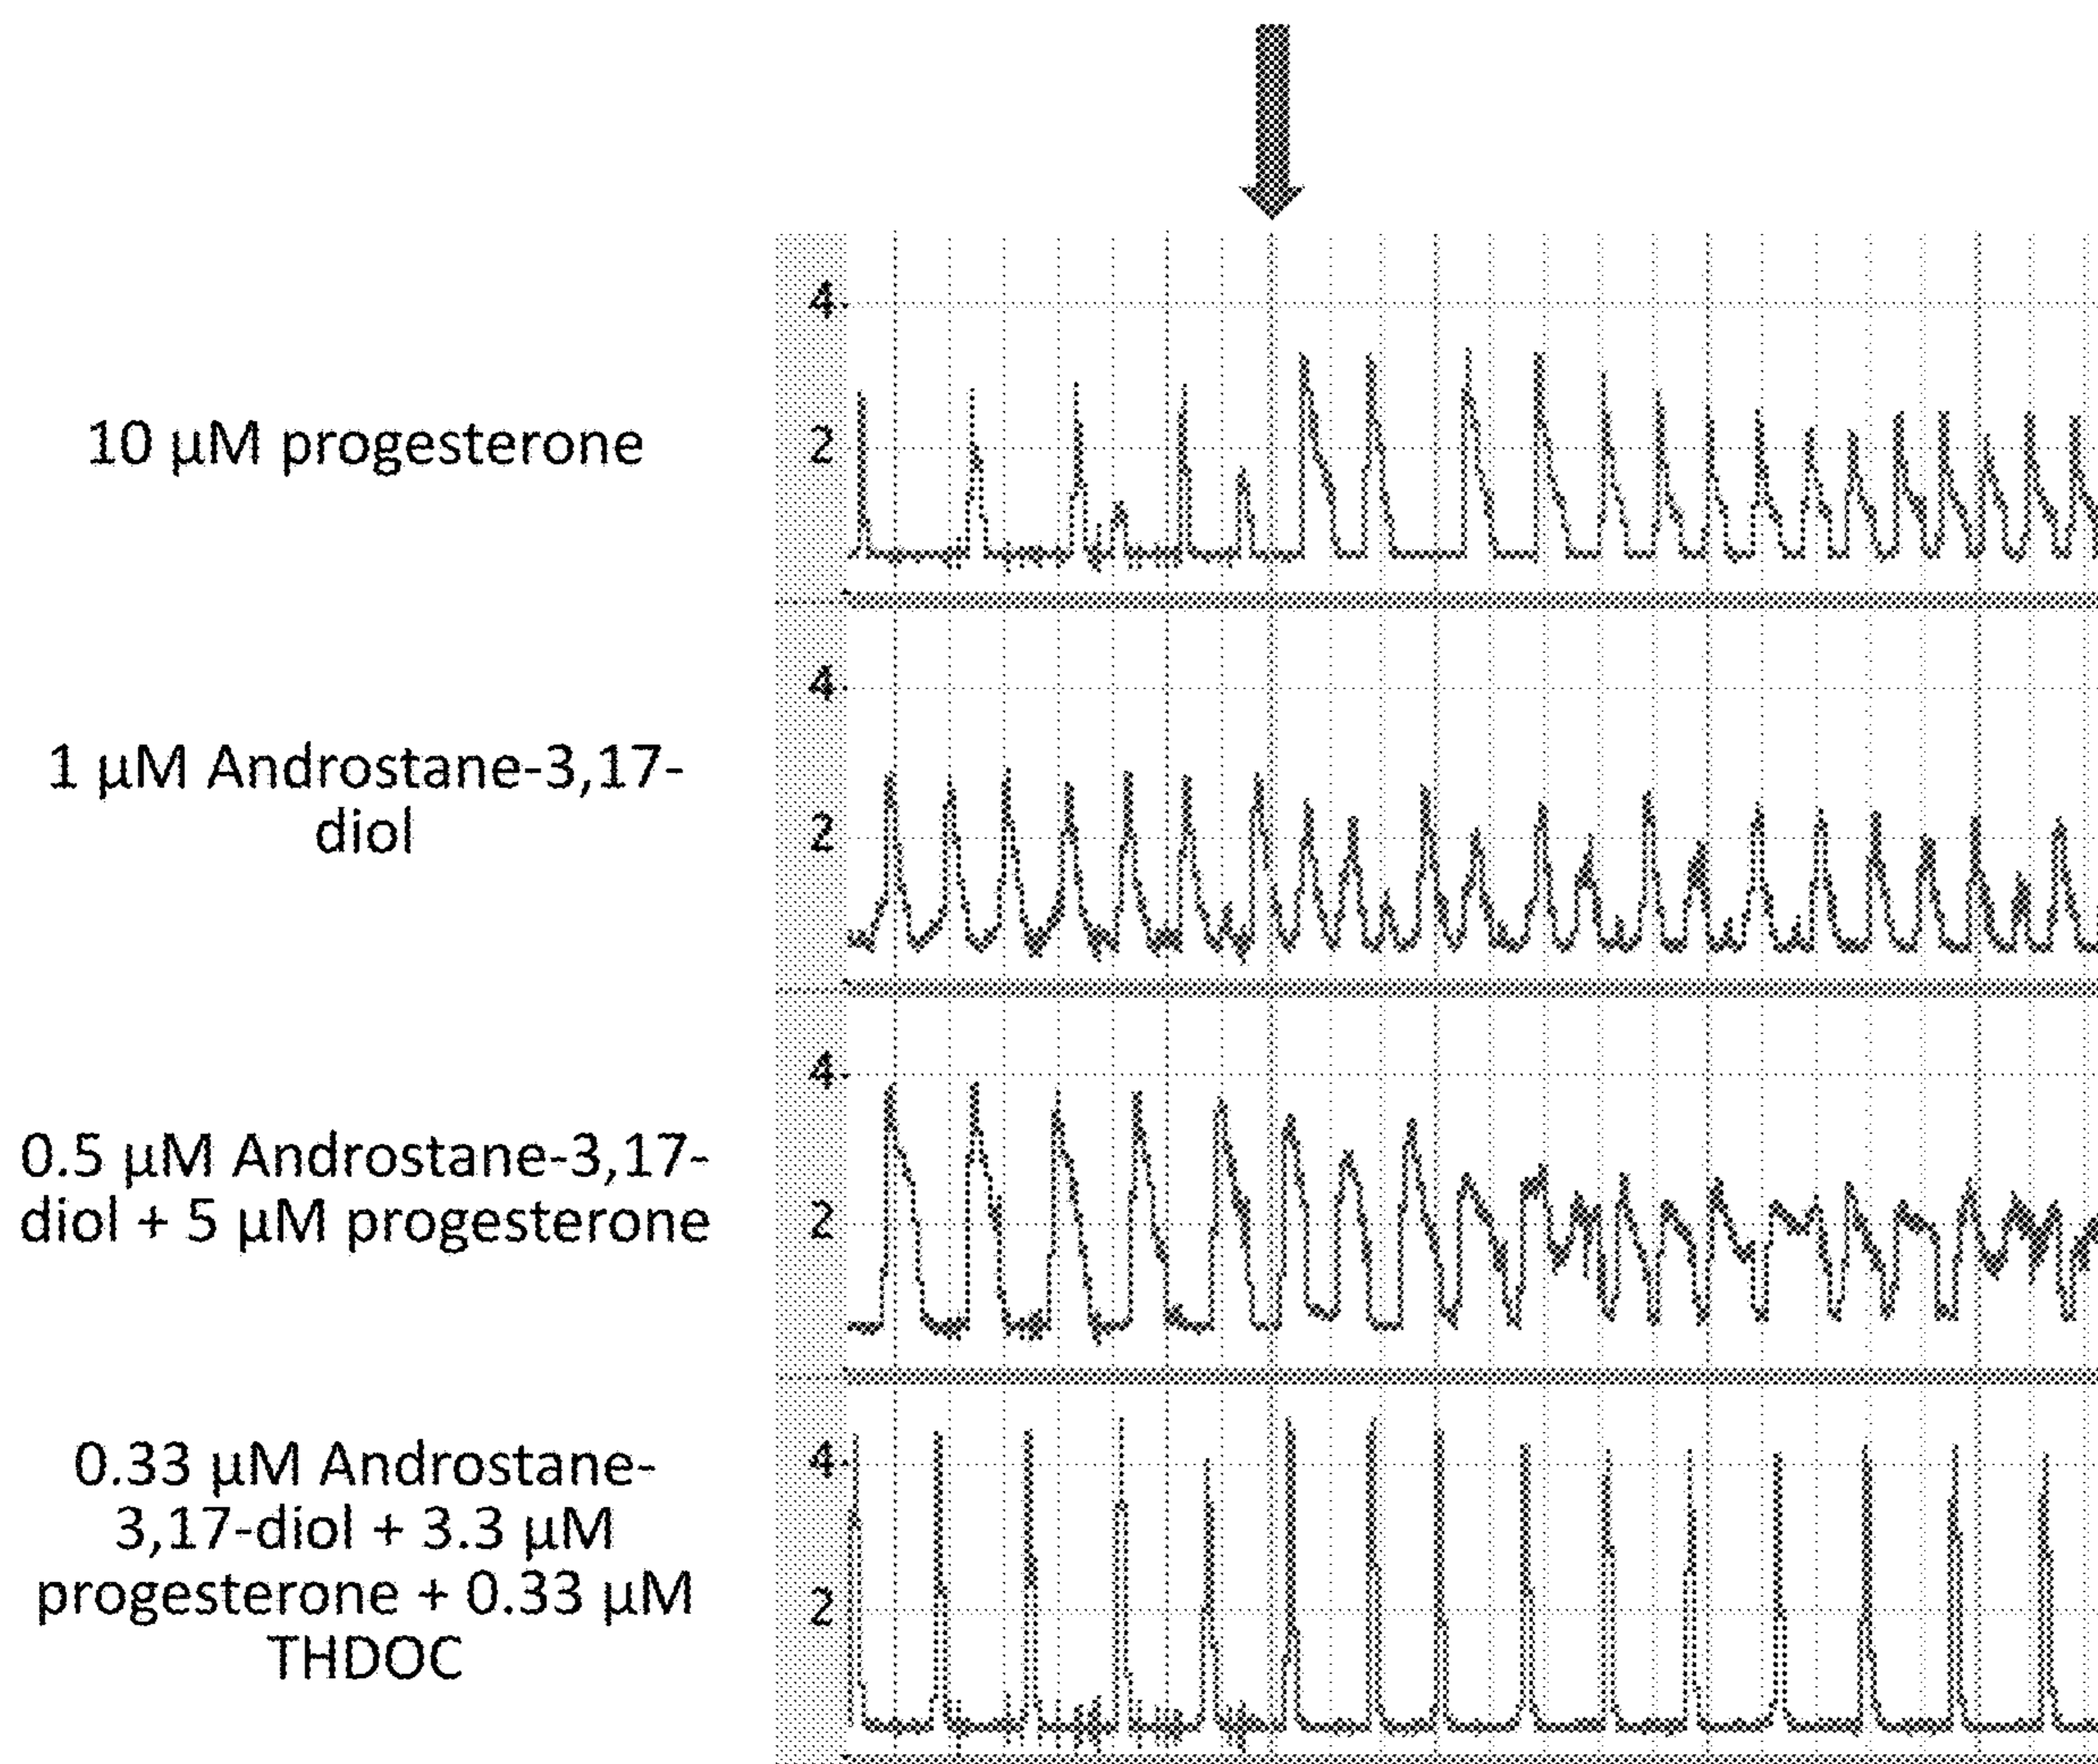 4
10 µM progesterone
2
4
1 µM Androstane-3,17-
diol
2
4
0.5 µM Androstane-3,17-
diol + 5 µM progesterone
2
4
0.33 µM Androstane-
3,17-diol + 3.3 µM
progesterone + 0.33 µM
THDOC
2